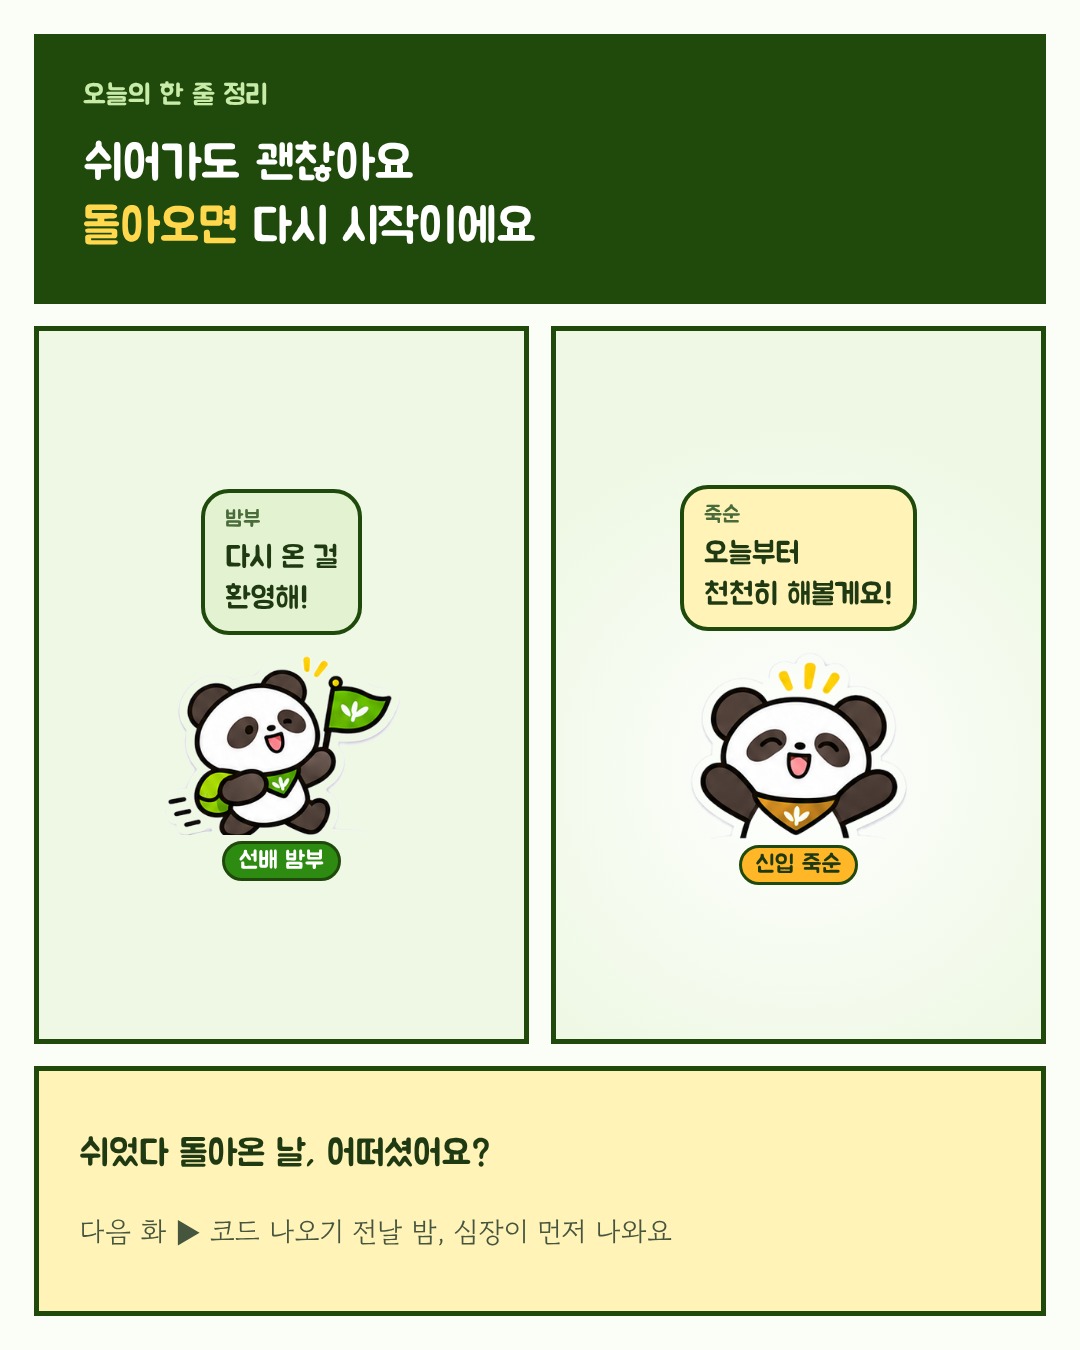 오늘의 한 줄 정리
쉬어가도 괜찮아요
돌아오면 다시 시작이에요
밤부
다시 온 걸
환영해!
선배 밤부
죽순
오늘부터
천천히 해볼게요!
신입 죽순
쉬었다 돌아온 날, 어떠셨어요?
다음 화 ▶ 코드 나오기 전날 밤, 심장이 먼저 나와요